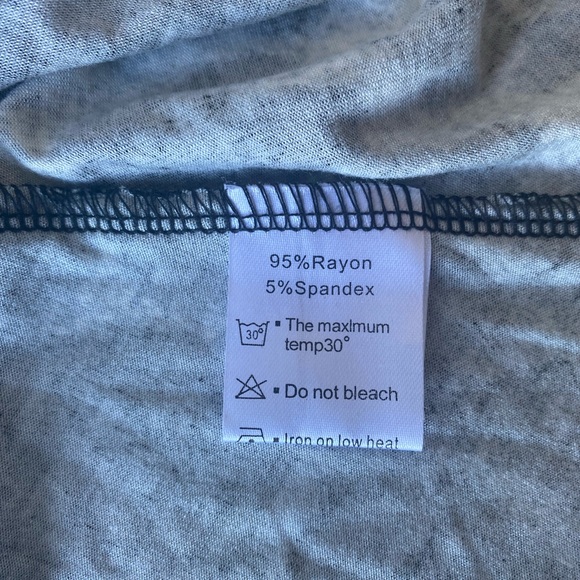 95%Rayon
5%Spandex
30°
▪ The maxlmum
temp30°
▪ Do not bleach
▪ Iron on low heat